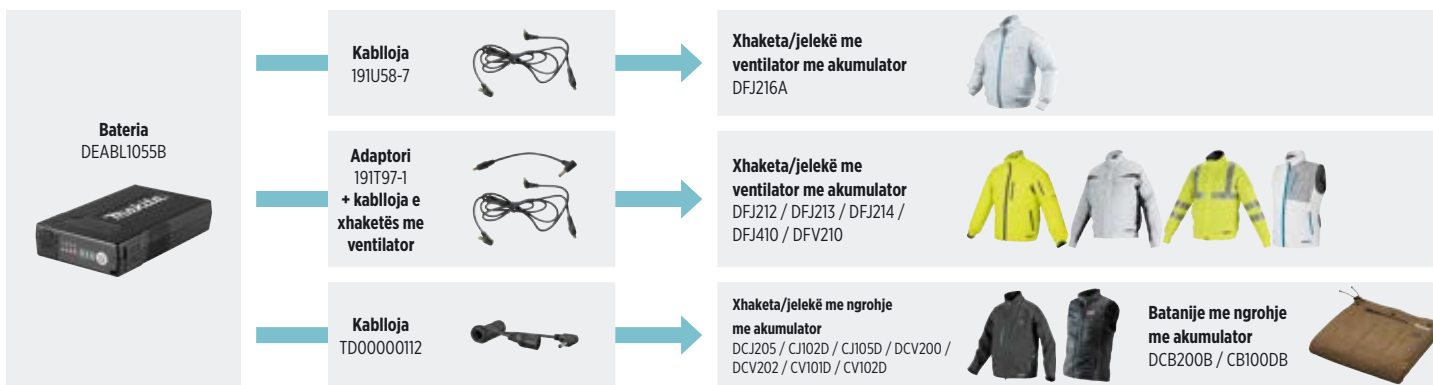 Bateria
DEABL1055B
makita
Kablloja
191U58-7
Xhaketa/jelekë me
ventilator me akumulator
DFJ216A
Adaptori
191T97-1
+ kablloja e
xhaketës me
ventilator
Xhaketa/jelekë me
ventilator me akumulator
DFJ212 / DFJ213 / DFJ214 /
DFJ410 / DFV210
Kablloja
TD00000112
Xhaketa/jelekë me ngrohje
me akumulator
DCJ205 / CJ102D / CJ105D / DCV200 /
DCV202 / CV101D / CV102D
Batanije me ngrohje
me akumulator
DCB200B / CB100DB